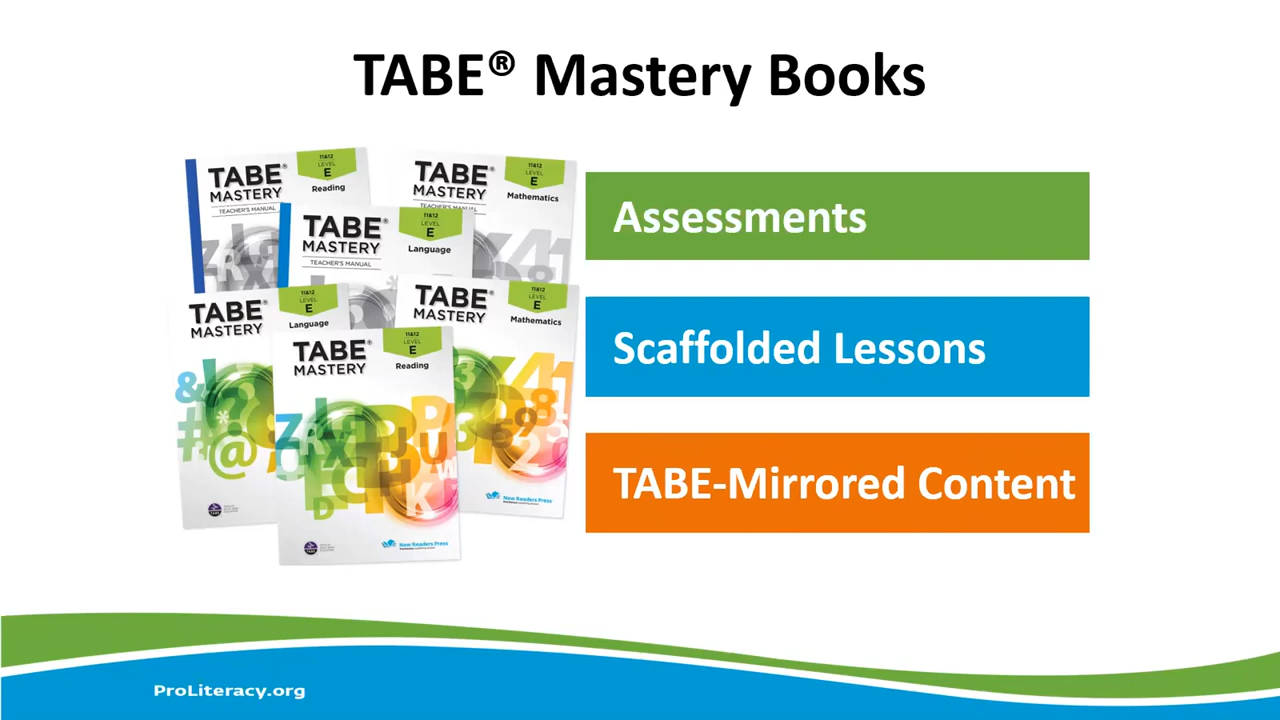 TABE® Mastery Books
TABE®
MASTERY
TEACHER'S MANUAL
11&12
LEVEL
E
Reading
TABE®
MASTERY
TEACHER'S MANUAL
11&12
LEVEL
E
Mathematics
TABE®
MASTERY
TEACHER'S MANUAL
11&12
LEVEL
E
Language
TABE®
MASTERY
11&12
LEVEL
E
Language
TABE®
MASTERY
11&12
LEVEL
E
Mathematics
New Readers Press
TABE®
MASTERY
11&12
LEVEL
E
Reading
New Readers Press
Assessments
Scaffolded Lessons
TABE-Mirrored Content
ProLiteracy.org